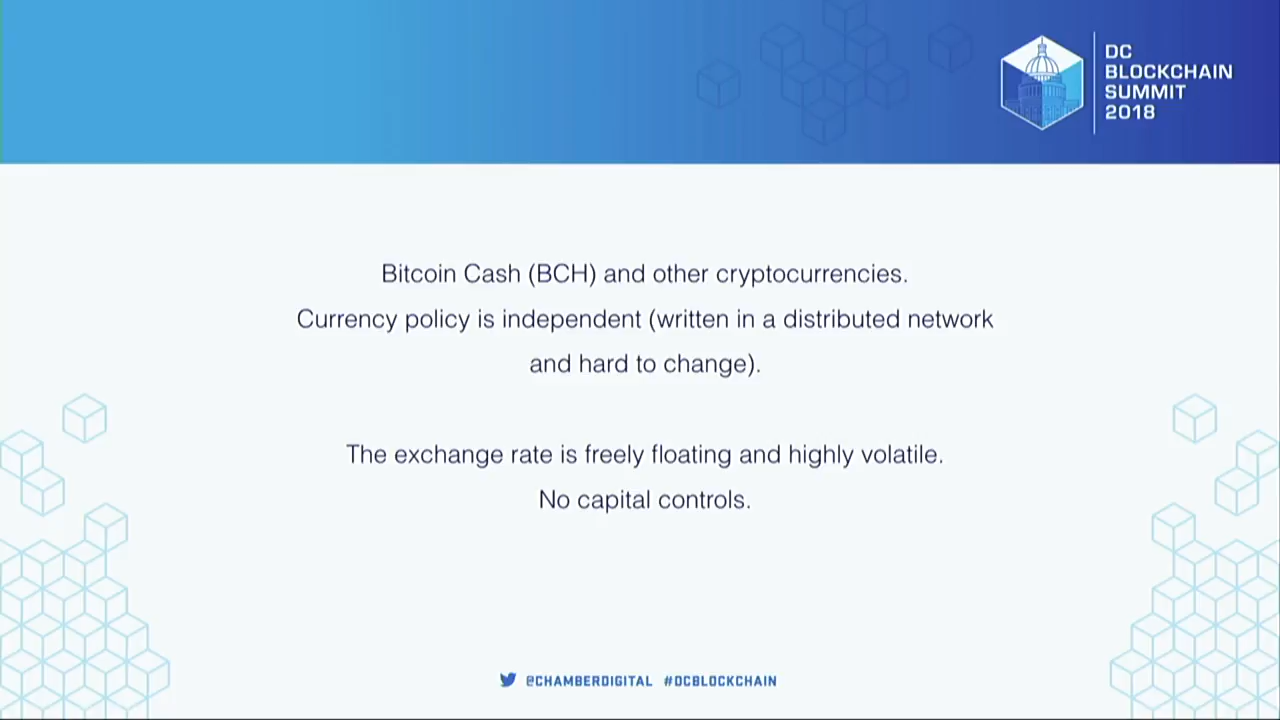 DC
BLOCKCHAIN
SUMMIT
2018
Bitcoin Cash (BCH) and other cryptocurrencies.
Currency policy is independent (written in a distributed network
and hard to change).
The exchange rate is freely floating and highly volatile.
No capital controls.
@CHAMBERDIGITAL #DCBLOCKCHAIN